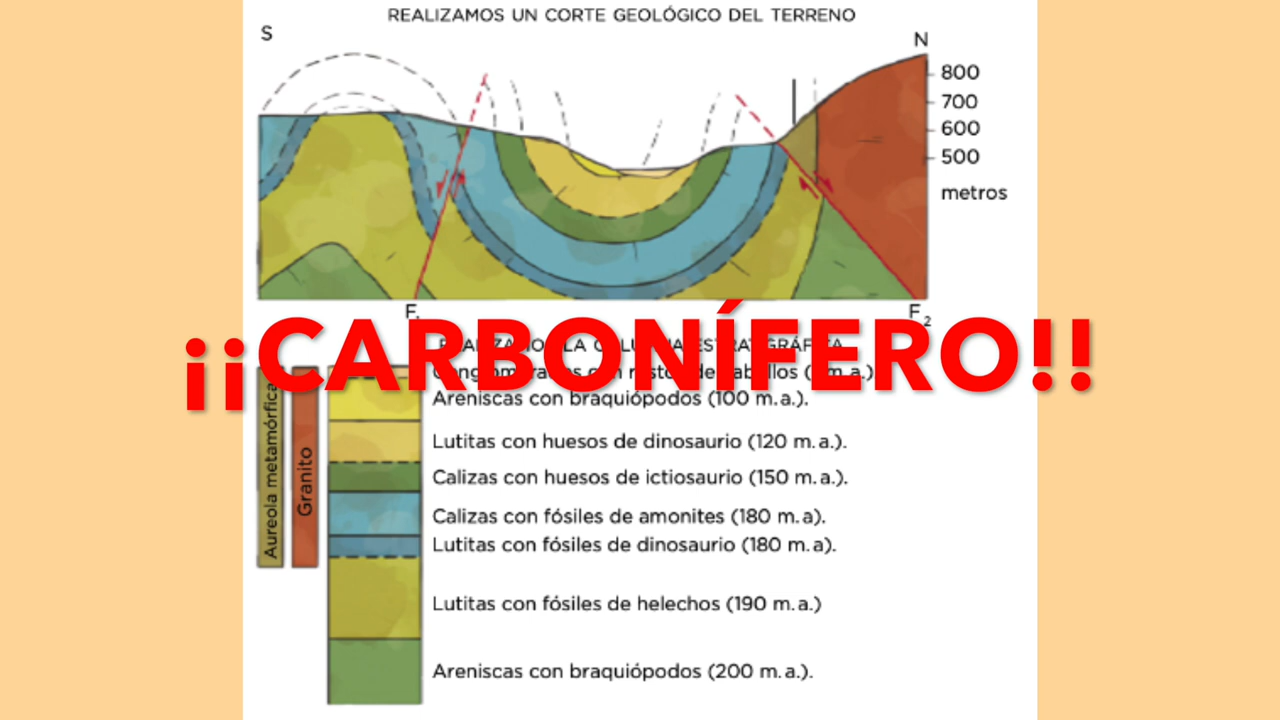 REALIZAMOS UN CORTE GEOLÓGICO DEL TERRENO
S
N
800
700
600
500
metros
F
F2
¡¡CARBONÍFERO!!
Areniscas con braquiópodos (100 m.a.).
Lutitas con huesos de dinosaurio (120 m.a.).
Calizas con huesos de ictiosaurio (150 m.a.).
Calizas con fósiles de amonites (180 m.a).
Lutitas con fósiles de dinosaurio (180 m.a).
Lutitas con fósiles de helechos (190 m.a.)
Areniscas con braquiópodos (200 m.a.).
Aureola metamórfica
Granito